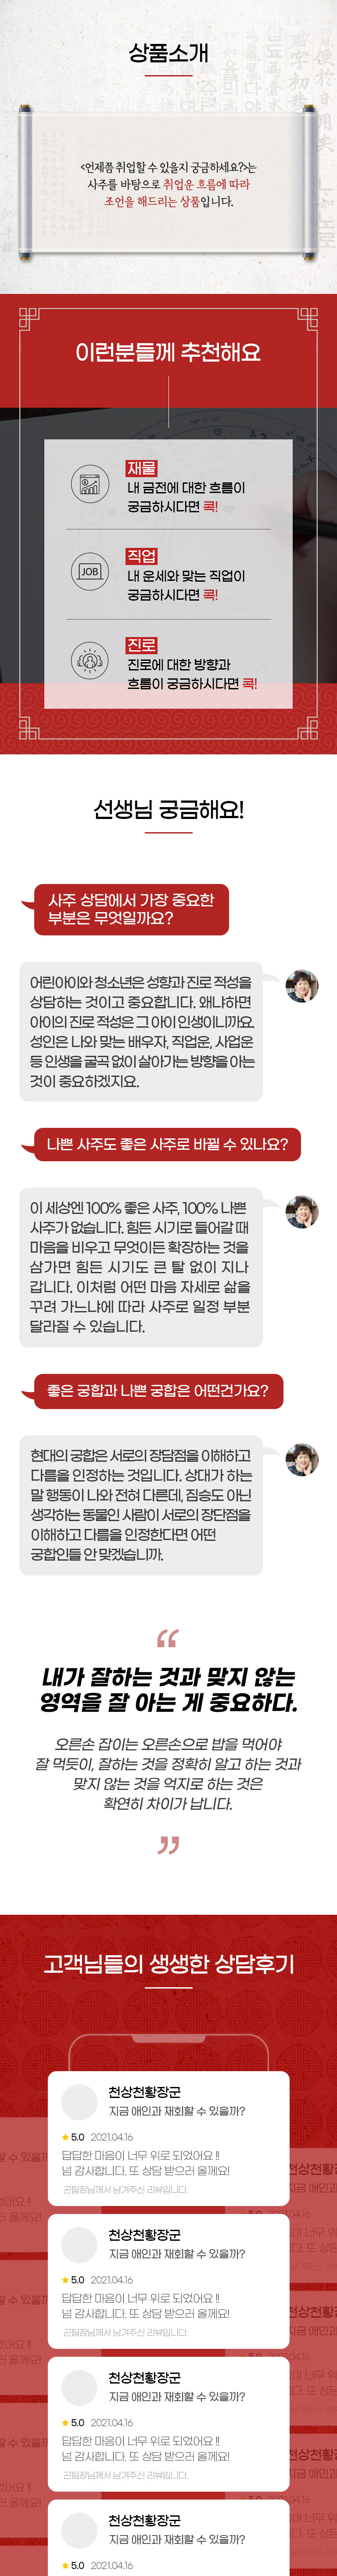 상품소개
<언제쯤 취업할 수 있을지 궁금하세요?>는
사주를 바탕으로 취업운 흐름에 따라
조언을 해드리는 상품입니다.
이런분들께 추천해요
재물
내 금전에 대한 흐름이
궁금하시다면 콕!
JOB
직업
내 운세와 맞는 직업이
궁금하시다면 콕!
진로
진로에 대한 방향과
흐름이 궁금하시다면 콕!
선생님 궁금해요!
사주 상담에서 가장 중요한
부분은 무엇일까요?
어린아이와 청소년은 성향과 진로 적성을
상담하는 것이고 중요합니다. 왜냐하면
아이의 진로 적성은 그 아이 인생이니까요.
성인은 나와 맞는 배우자, 직업운, 사업운
등 인생을 굴곡 없이 살아가는 방향을 아는
것이 중요하겠지요.
나쁜 사주도 좋은 사주로 바뀔 수 있나요?
이 세상엔 100% 좋은 사주, 100% 나쁜
사주가 없습니다. 힘든 시기로 들어갈 때
마음을 비우고 무엇이든 확장하는 것을
삼가면 힘든 시기도 큰 탈 없이 지나
갑니다. 이처럼 어떤 마음 자세로 삶을
꾸려 가느냐에 따라 사주로 일정 부분
달라질 수 있습니다.
좋은 궁합과 나쁜 궁합은 어떤건가요?
현대의 궁합은 서로의 장담점을 이해하고
다름을 인정하는 것입니다. 상대가 하는
말 행동이 나와 전혀 다른데, 짐승도 아닌
생각하는 동물인 사람이 서로의 장단점을
이해하고 다름을 인정한다면 어떤
궁합인들 안 맞겠습니까.
“
내가 잘하는 것과 맞지 않는
영역을 잘 아는 게 중요하다.
오른손 잡이는 오른손으로 밥을 먹어야
잘 먹듯이, 잘하는 것을 정확히 알고 하는 것과
맞지 않는 것을 억지로 하는 것은
확연히 차이가 납니다.
”
고객님들의 생생한 상담후기
천상천황장군
지금 애인과 재회할 수 있을까?
★ 5.0 2021.04.16
답답한 마음이 너무 위로 되었어요 !!
넘 감사합니다. 또 상담 받으러 올께요!
곤팀장님께서 남겨주신 리뷰입니다.
천상천황장군
지금 애인과 재회할 수 있을까?
★ 5.0 2021.04.16
답답한 마음이 너무 위로 되었어요 !!
넘 감사합니다. 또 상담 받으러 올께요!
곤팀장님께서 남겨주신 리뷰입니다.
천상천황장군
지금 애인과 재회할 수 있을까?
★ 5.0 2021.04.16
답답한 마음이 너무 위로 되었어요 !!
넘 감사합니다. 또 상담 받으러 올께요!
곤팀장님께서 남겨주신 리뷰입니다.
천상천황장군
지금 애인과 재회할 수 있을까?
★ 5.0 2021.04.16